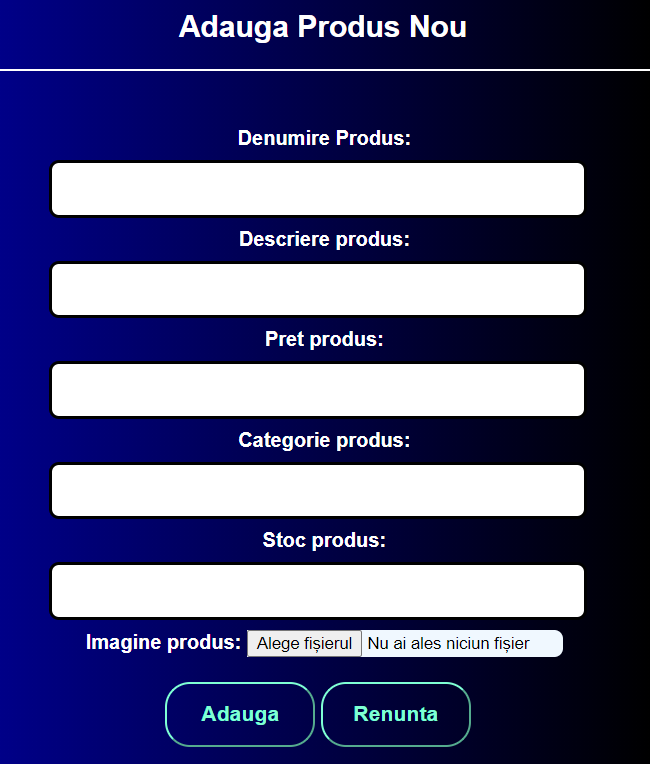 Adauga Produs Nou
Denumire Produs:
Descriere produs:
Pret produs:
Categorie produs:
Stoc produs:
Imagine produs: Alege fișierul Nu ai ales niciun fișier
Adauga Renunta